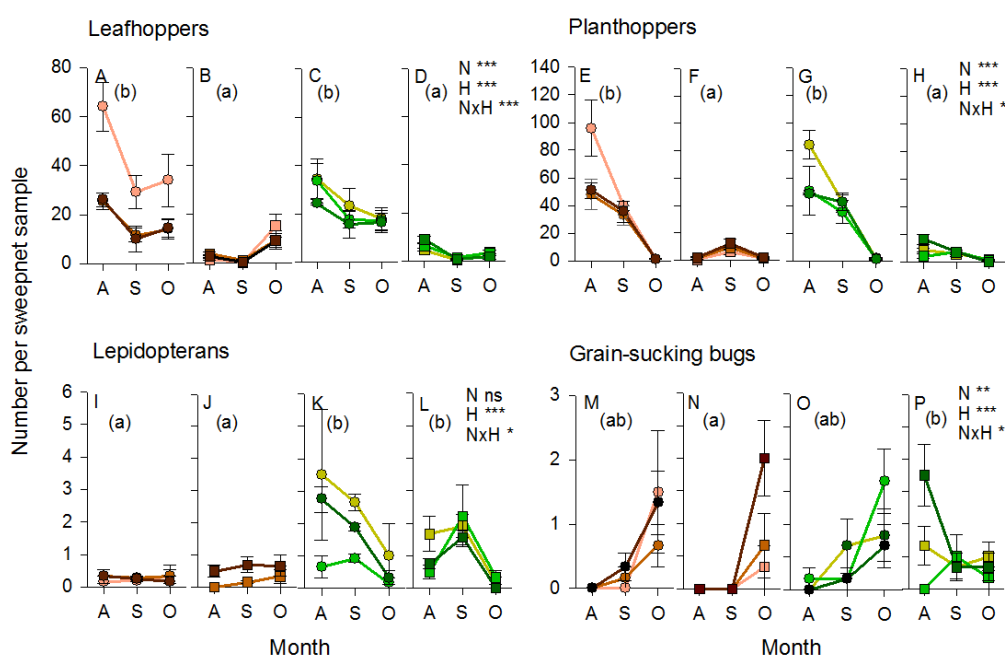 Leafhoppers
Planthoppers
80
60
40
20
0
A
(b)
B
(a)
C
(b)
D
(a)
N ***
H ***
NxH ***
A S O
A S O
A S O
A S O
140
120
100
80
60
40
20
0
E
(b)
F
(a)
G
(b)
H
(a)
N ***
H ***
NxH *
A S O
A S O
A S O
A S O
Number per sweepnet sample
Lepidopterans
Grain-sucking bugs
6
5
4
3
2
1
0
I
(a)
J
(a)
K
(b)
L
(b)
N ns
H ***
NxH *
A S O
A S O
A S O
A S O
3
2
1
0
M
(ab)
N
(a)
O
(ab)
P
(b)
N **
H ***
NxH *
A S O
A S O
A S O
A S O
Month
Month